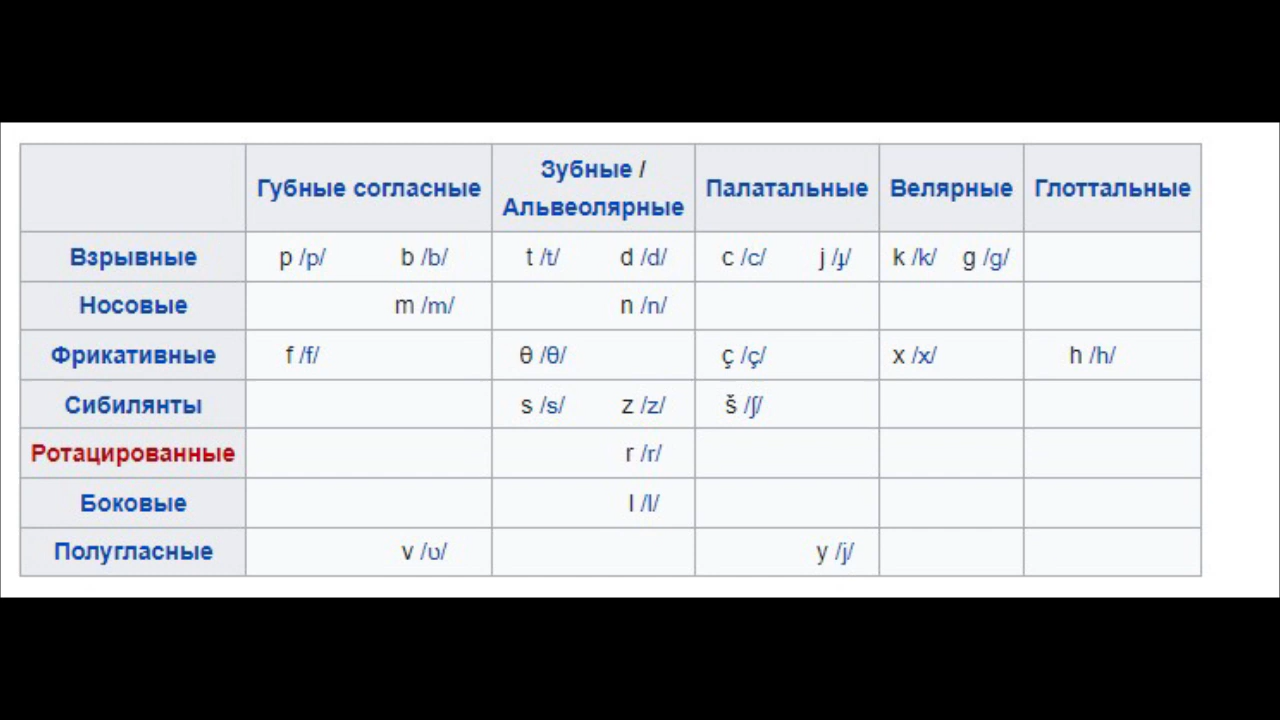 Губные согласные Зубные / Альвеолярные Палатальные Велярные Глоттальные
Взрывные p /p/ b /b/ t /t/ d /d/ c /c/ j /ɟ/ k /k/ g /g/
Носовые m /m/ n /n/
Фрикативные f /f/ θ /θ/ ç /ç/ x /x/ h /h/
Сибилянты s /s/ z /z/ š /ʃ/
Ротацированные r /r/
Боковые l /l/
Полугласные v /ʋ/ y /j/